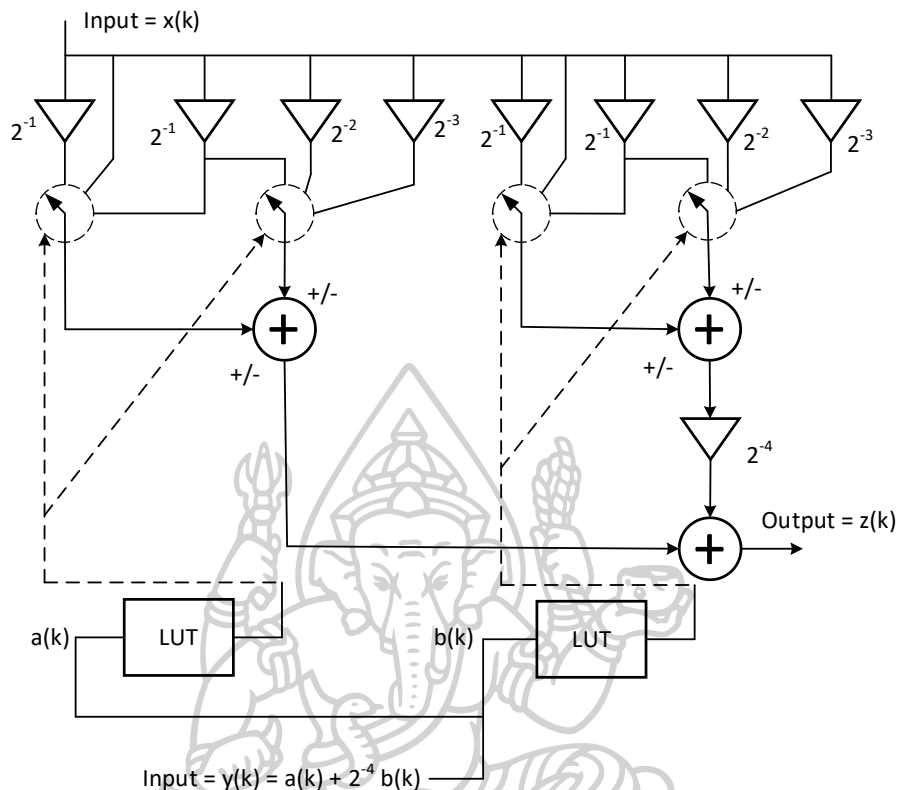 Input = x(k)
2⁻¹ 2⁻¹ 2⁻² 2⁻³ 2⁻¹ 2⁻¹ 2⁻² 2⁻³
+/- +/-
+ +
+/- +/-
2⁻⁴
Output = z(k)
+
a(k) LUT b(k) LUT
Input = y(k) = a(k) + 2⁻⁴ b(k)